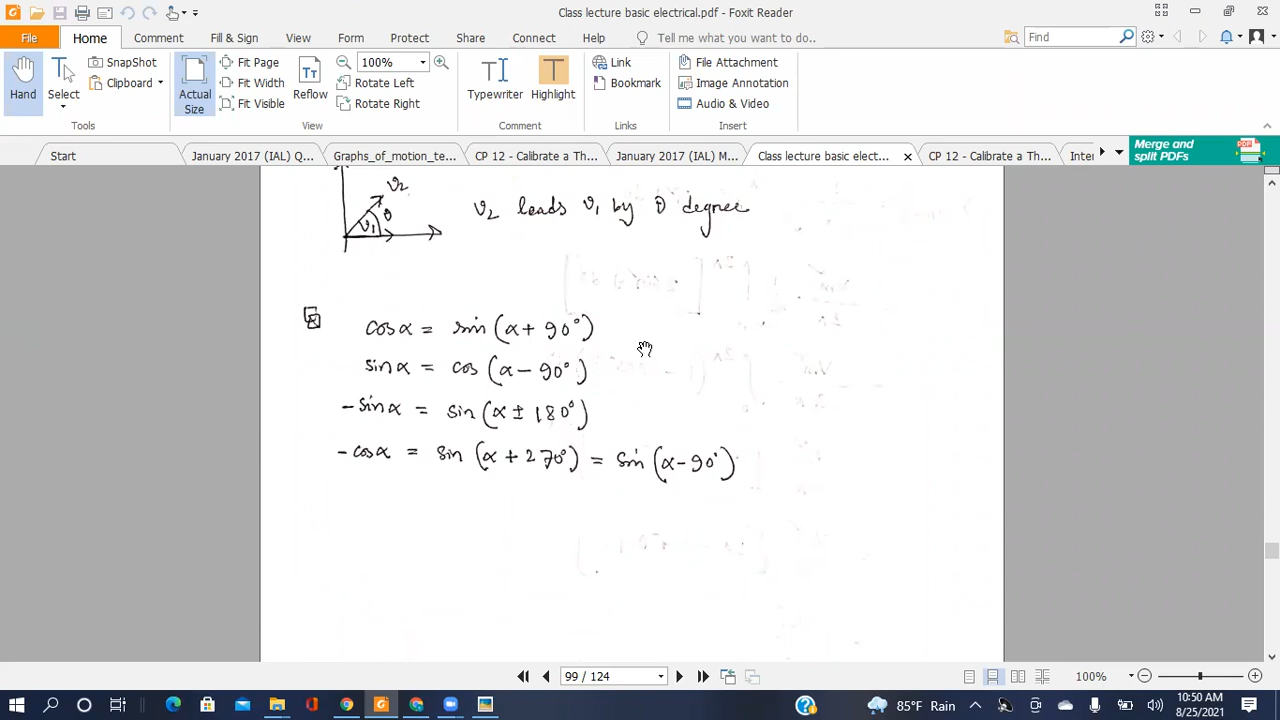 Class lecture basic electrical.pdf - Foxit Reader
File Home Comment Fill & Sign View Form Protect Share Connect Help Tell me what you want to do.. Find
Hand Select SnapShot Clipboard Actual Size Fit Page Fit Width Fit Visible Reflow 100% Rotate Left Rotate Right Typewriter Highlight Link Bookmark File Attachment Image Annotation Audio & Video
Tools View Comment Links Insert
Start January 2017 (IAL) Q... Graphs_of_motion_te... CP 12 - Calibrate a Th... January 2017 (IAL) M... Class lecture basic elect... CP 12 - Calibrate a Th... Inter
Merge and
split PDFs
v₂
θ
v₁
v₂ leads v₁ by θ degree
cosα = sin (α + 90°)
sinα = cos (α - 90°)
-sinα = sin (α ± 180°)
-cosα = sin (α + 270°) = sin (α - 90°)
99 / 124 100%
85°F Rain 10:50 AM
8/25/2021